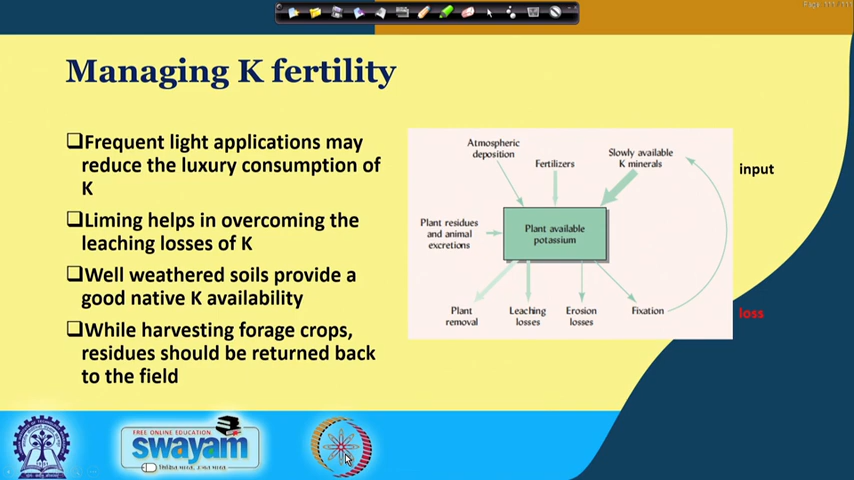 Managing K fertility
❑Frequent light applications may
reduce the luxury consumption of
K
❑Liming helps in overcoming the
leaching losses of K
❑Well weathered soils provide a
good native K availability
❑While harvesting forage crops,
residues should be returned back
to the field
Atmospheric
deposition
Fertilizers
Slowly available
K minerals
input
Plant residues
and animal
excretions
Plant available
potassium
Plant
removal
Leaching
losses
Erosion
losses
Fixation
loss
FREE ONLINE EDUCATION
swayam